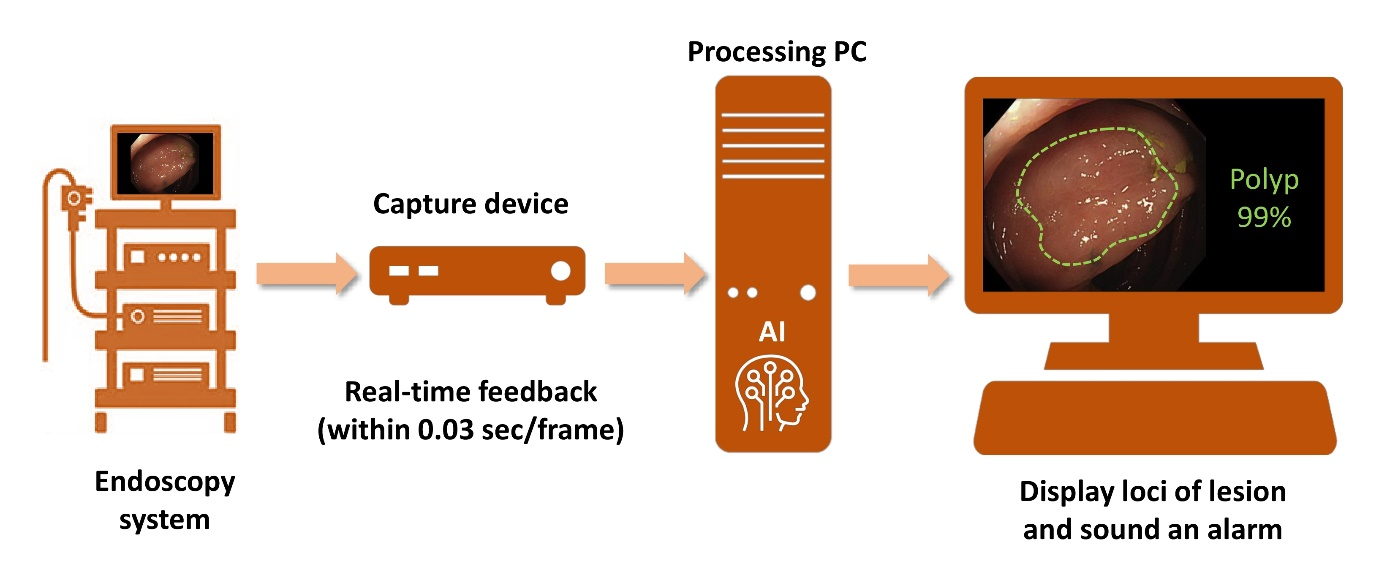 Processing PC
Capture device
Polyp
99%
AI
Real-time feedback
(within 0.03 sec/frame)
Endoscopy
system
Display loci of lesion
and sound an alarm